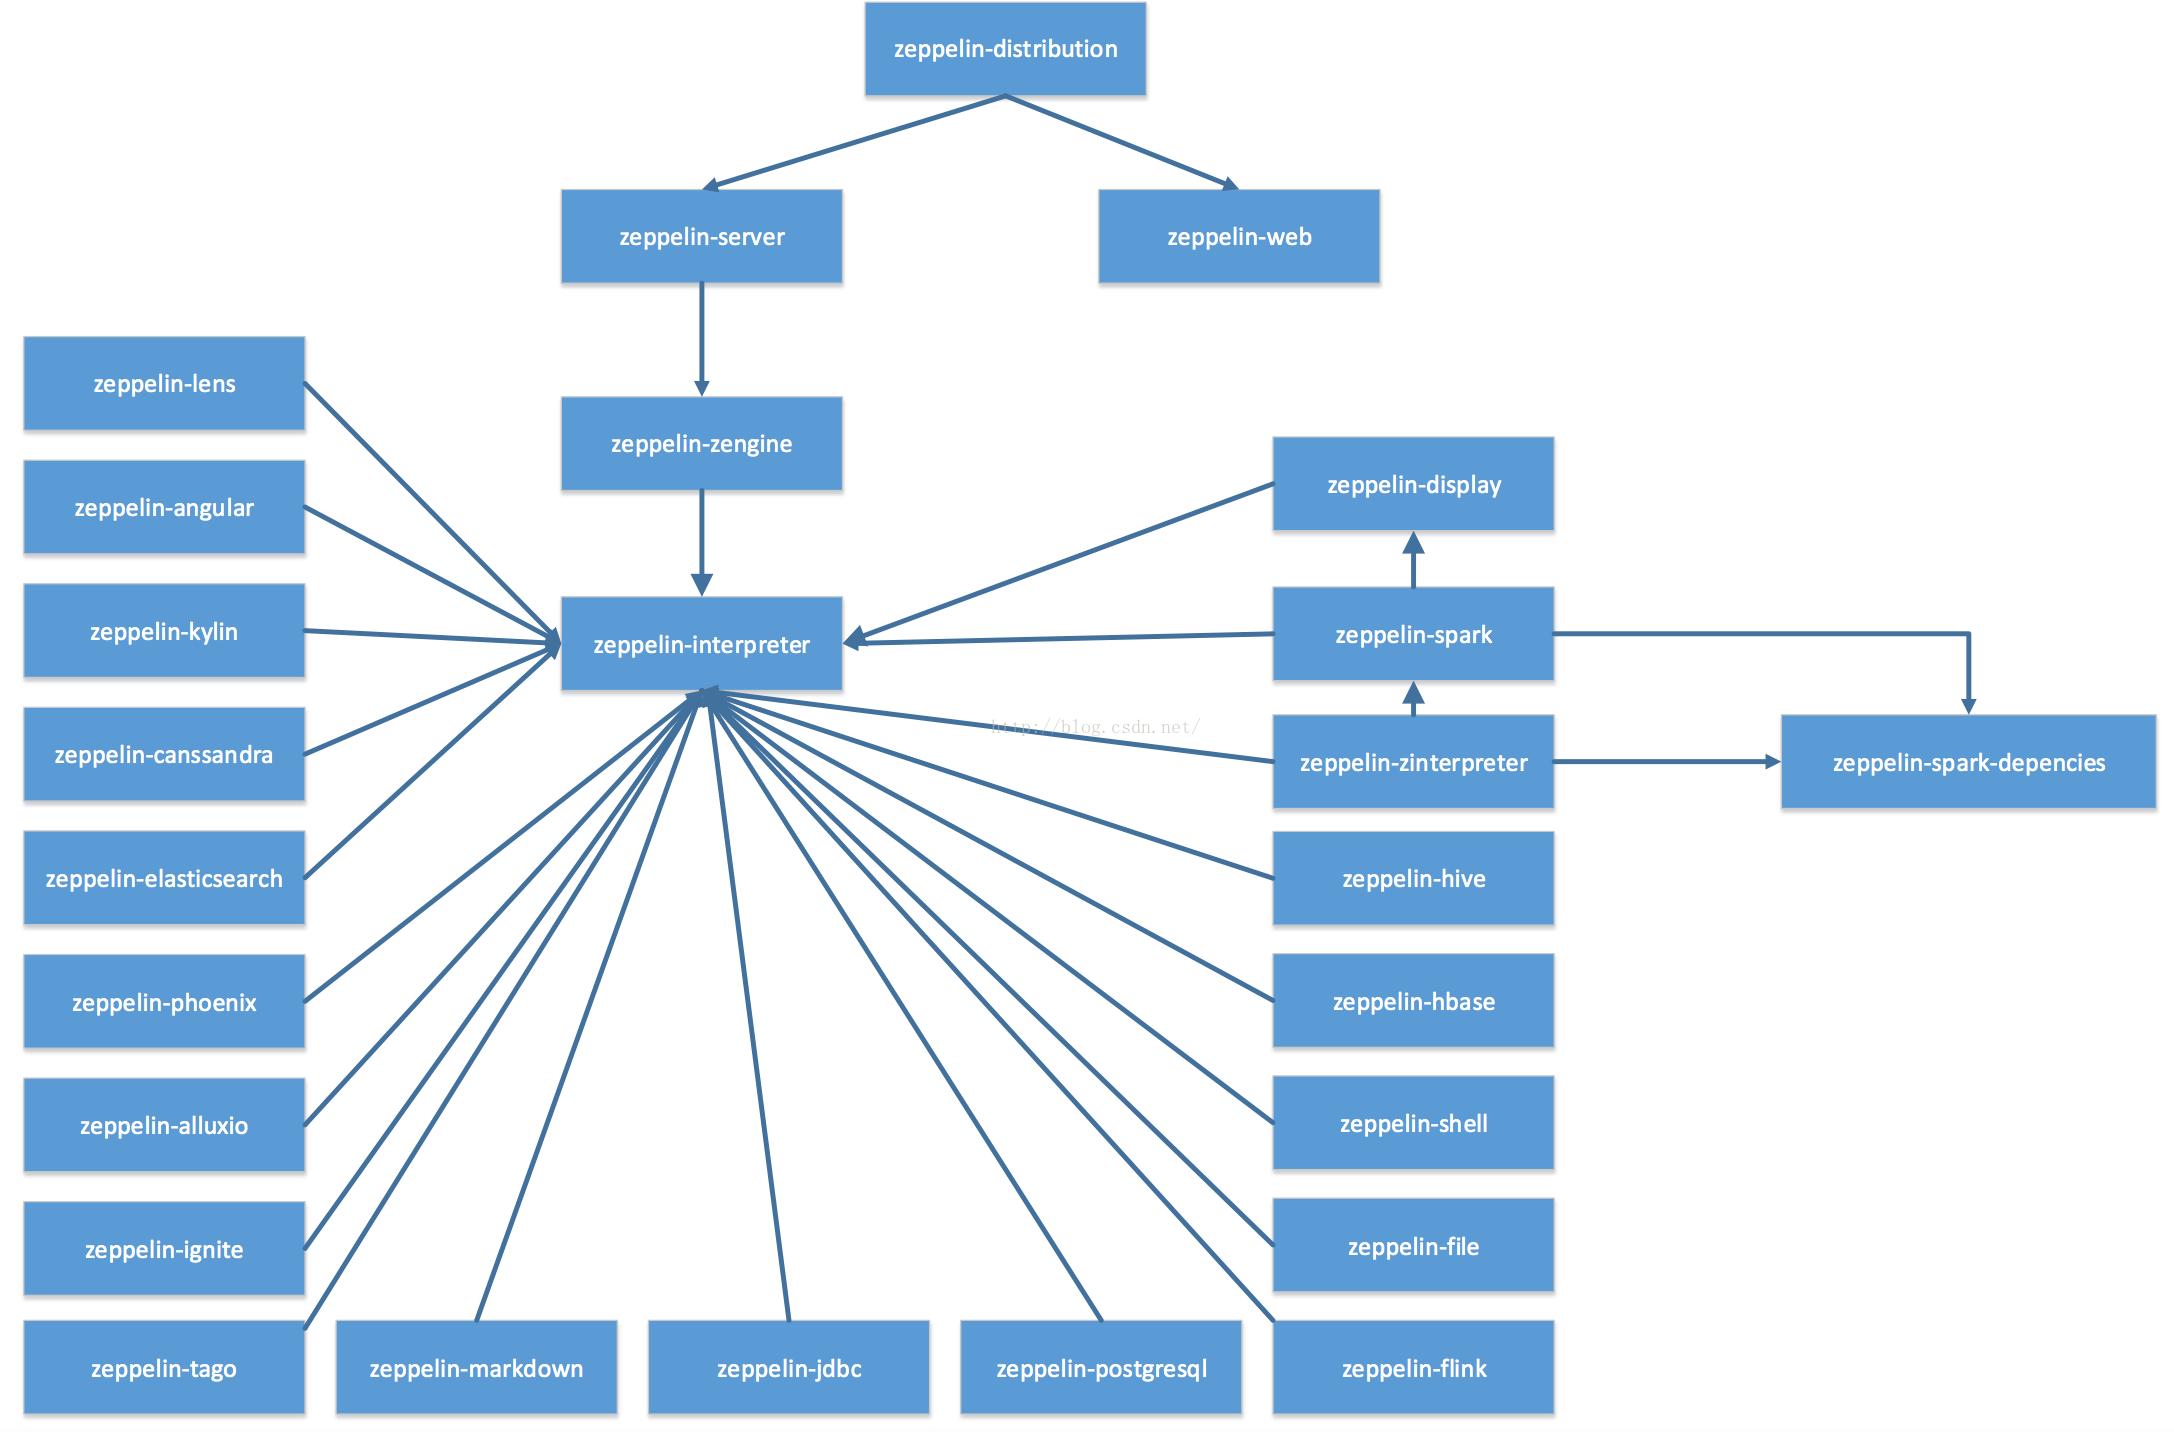 zeppelin-distribution
zeppelin-server
zeppelin-web
zeppelin-lens
zeppelin-zengine
zeppelin-display
zeppelin-angular
zeppelin-kylin
zeppelin-interpreter
zeppelin-spark
http://blog.csdn.net/
zeppelin-canssandra
zeppelin-zinterpreter
zeppelin-spark-depencies
zeppelin-elasticsearch
zeppelin-hive
zeppelin-phoenix
zeppelin-hbase
zeppelin-alluxio
zeppelin-shell
zeppelin-ignite
zeppelin-file
zeppelin-tago
zeppelin-markdown
zeppelin-jdbc
zeppelin-postgresql
zeppelin-flink